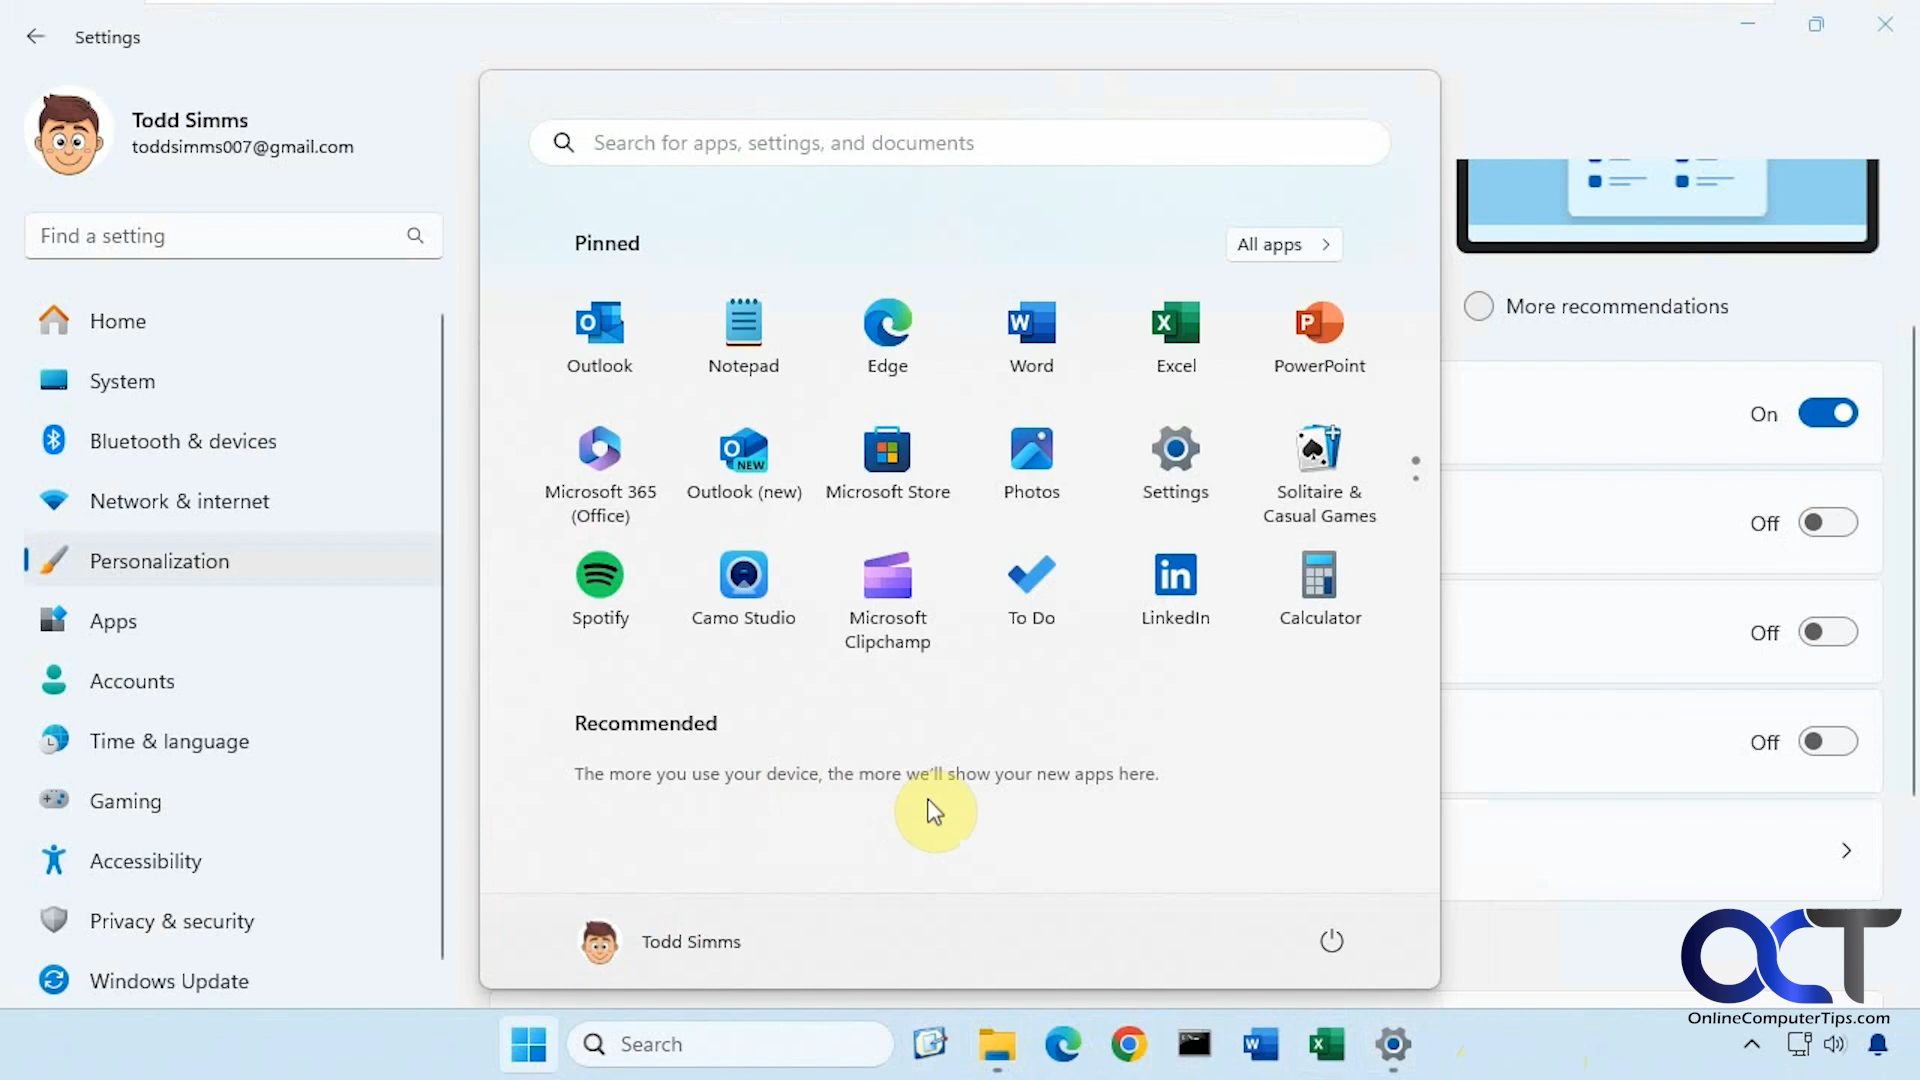 Settings
Todd Simms
toddsimms007@gmail.com
Find a setting
Home
System
Bluetooth & devices
Network & internet
Personalization
Apps
Accounts
Time & language
Gaming
Accessibility
Privacy & security
Windows Update
Search for apps, settings, and documents
Pinned
All apps
Outlook
Notepad
Edge
Word
Excel
PowerPoint
Microsoft 365
(Office)
Outlook (new)
Microsoft Store
Photos
Settings
Solitaire &
Casual Games
Spotify
Camo Studio
Microsoft
Clipchamp
To Do
LinkedIn
Calculator
Recommended
The more you use your device, the more we'll show your new apps here.
Todd Simms
More recommendations
On
Off
Off
Off
OCT
OnlineComputerTips.com
Search